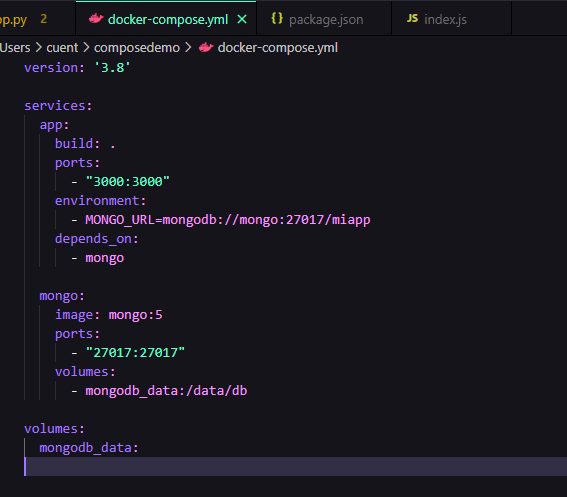 pp.py 2 docker-compose.yml × package.json JS index.js
Users > cuent > composedemo > docker-compose.yml
version: '3.8'
services:
app:
build: .
ports:
- "3000:3000"
environment:
- MONGO_URL=mongodb://mongo:27017/miapp
depends_on:
- mongo
mongo:
image: mongo:5
ports:
- "27017:27017"
volumes:
- mongodb_data:/data/db
volumes:
mongodb_data: